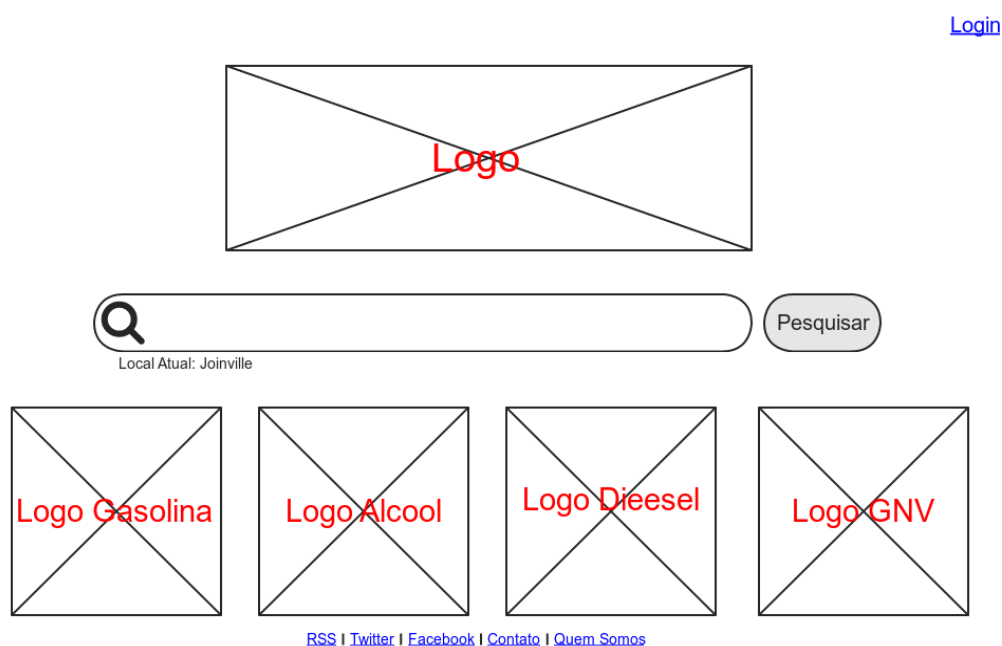 Login
Logo
Pesquisar
Local Atual: Joinville
Logo Gasolina
Logo Alcool
Logo Dieesel
Logo GNV
RSS I Twitter I Facebook I Contato I Quem Somos